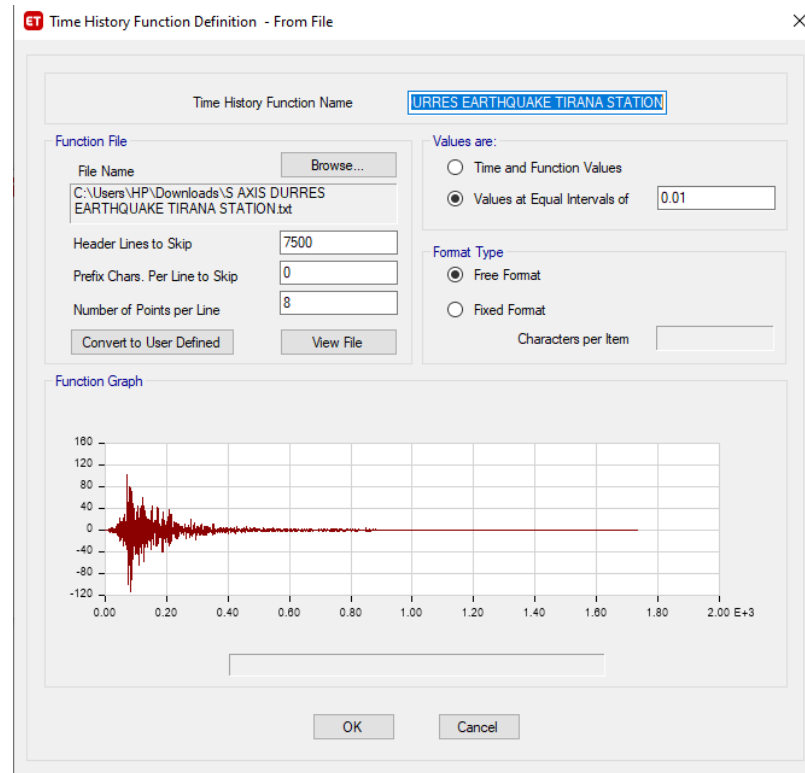 ET Time History Function Definition - From File
Time History Function Name URRES EARTHQUAKE TIRANA STATION
Function File
File Name Browse...
C:\Users\HP\Downloads\S AXIS DURRES
EARTHQUAKE TIRANA STATION.txt
Header Lines to Skip 7500
Prefix Chars. Per Line to Skip 0
Number of Points per Line 8
Convert to User Defined View File
Values are:
Time and Function Values
Values at Equal Intervals of 0.01
Format Type
Free Format
Fixed Format
Characters per Item
Function Graph
160
120
80
40
0
-40
-80
-120
0.00 0.20 0.40 0.60 0.80 1.00 1.20 1.40 1.60 1.80 2.00 E+3
OK Cancel